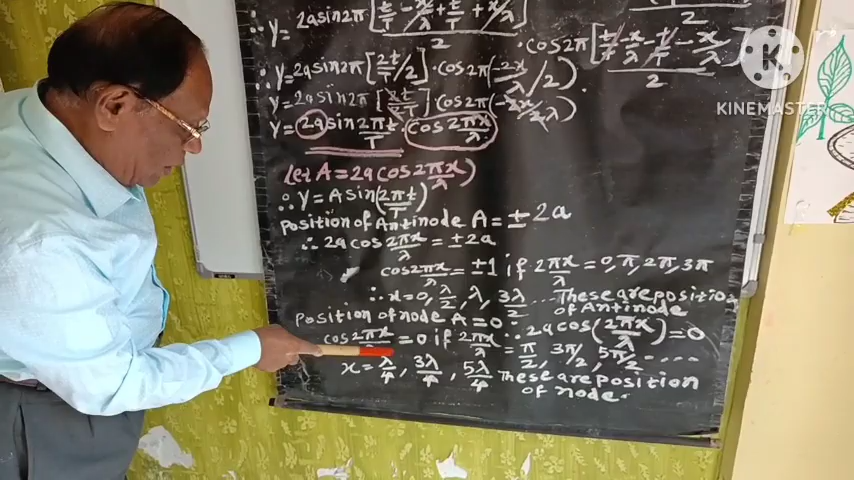 ∴ Y = 2a sin 2π [t/T - x/λ + t/T + x/λ]/2 · cos 2π [t/T - x/λ - t/T - x/λ]/2
∴ Y = 2a sin 2π [2t/T /2] · cos 2π (-2x/λ /2)
Y = 2a sin 2π [2t/2T] cos 2π (-2x/2λ)
Y = 2a sin 2πt/T · cos 2πx/λ
let A = 2a cos 2πx/λ)
∴ Y = A sin (2πt/T)
Position of Antinode A = ± 2a
∴ 2a cos 2πx/λ = ± 2a
cos 2πx/λ = ± 1 if 2πx/λ = 0, π, 2π, 3π
∴ x = 0, λ/2, λ, 3λ/2 .... These are position of Antinode
Position of node A = 0 ∴ 2a cos (2πx/λ) = 0
cos 2πx = 0 if 2πx/λ = π/2, 3π/2, 5π/2 ....
x = λ/4, 3λ/4, 5λ/4 These are position of node.
K
KINEMASTER